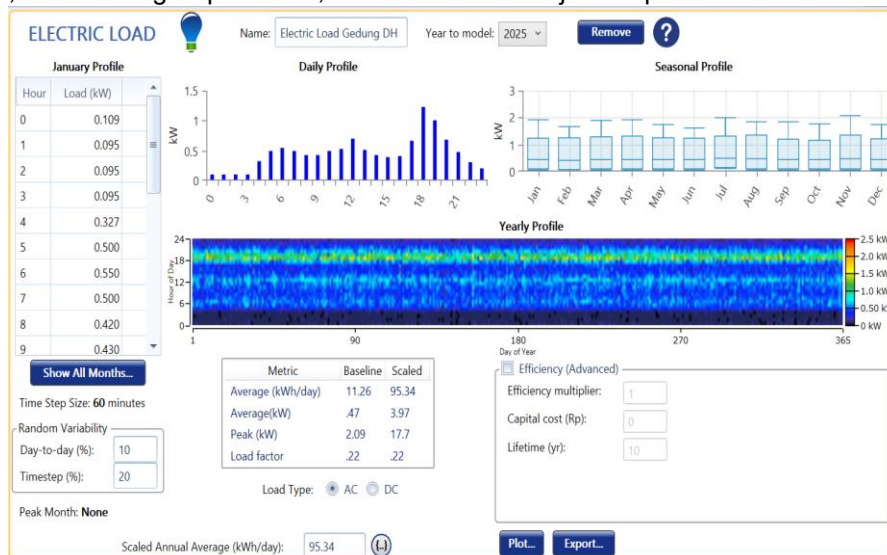 ELECTRIC LOAD
Name: Electric Load Gedung DH
Year to model: 2025
Remove
?
January Profile
Hour Load (kW)
0 0.109
1 0.095
2 0.095
3 0.095
4 0.327
5 0.500
6 0.550
7 0.500
8 0.420
9 0.430
Show All Months...
Time Step Size: 60 minutes
Random Variability
Day-to-day (%): 10
Timestep (%): 20
Peak Month: None
Scaled Annual Average (kWh/day): 95.34 {..}
Daily Profile
kW
1.5
1
0.5
0
0 3 6 9 12 15 18 21
Seasonal Profile
kW
3
2
1
0
Jan Feb Mar Apr May Jun Jul Aug Sep Oct Nov Dec
Yearly Profile
Hour of Day
24
18
12
6
0
1 90 180 270 365
Day of Year
2.5 kW
2.0 kW
1.5 kW
1.0 kW
0.50 k
0 kW
Metric Baseline Scaled
Average (kWh/day) 11.26 95.34
Average(kW) .47 3.97
Peak (kW) 2.09 17.7
Load factor .22 .22
Load Type: AC DC
Efficiency (Advanced)
Efficiency multiplier: 1
Capital cost (Rp): 0
Lifetime (yr): 10
Plot...
Export...